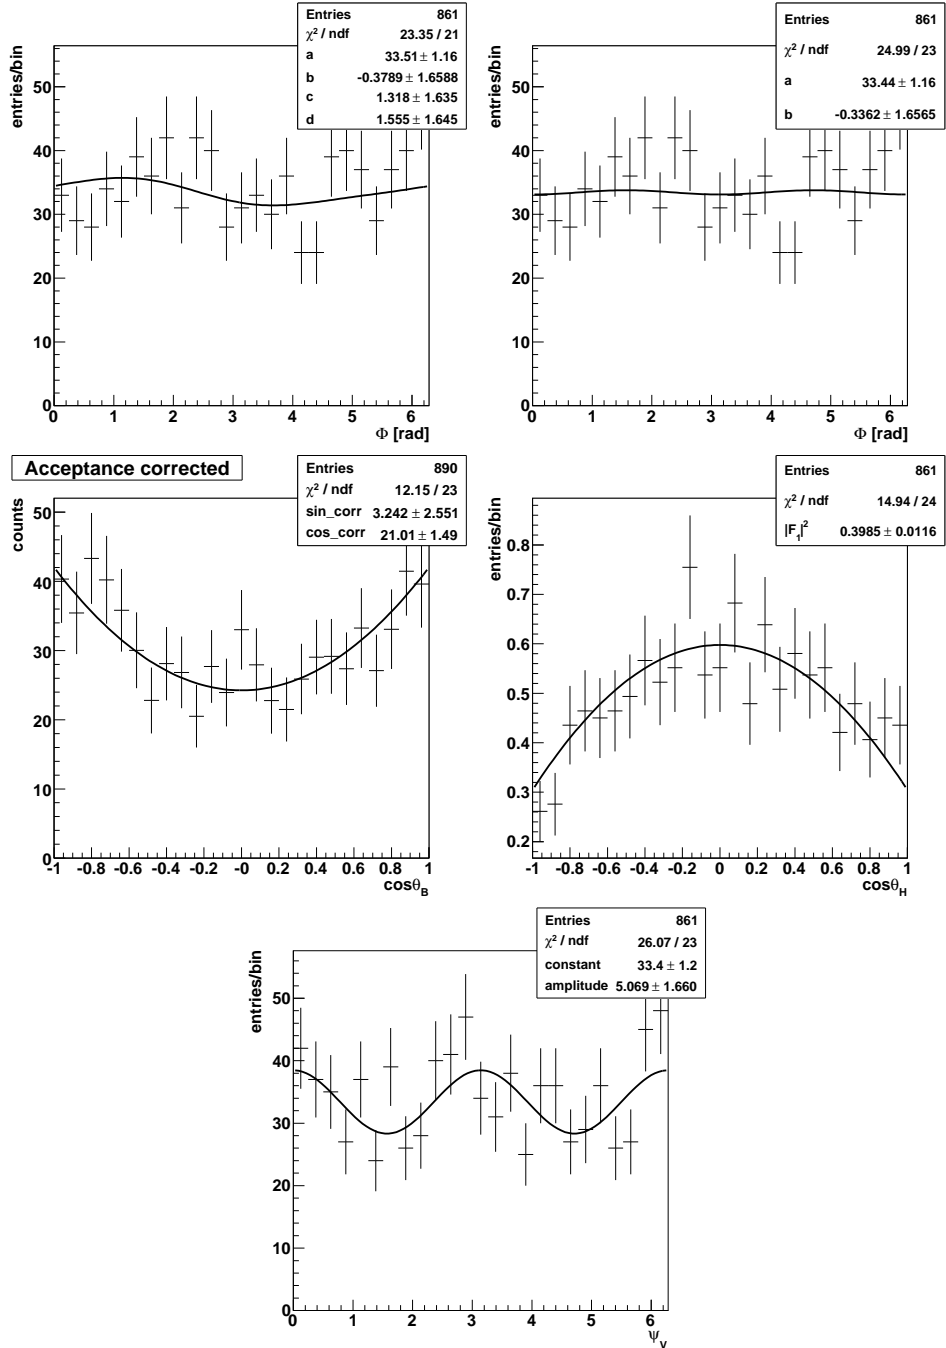 Entries 861
χ² / ndf 23.35 / 21
a 33.51 ± 1.16
b -0.3789 ± 1.6588
c 1.318 ± 1.635
d 1.555 ± 1.645
entries/bin
50
40
30
20
10
0
0 1 2 3 4 5 6
Φ [rad]
Entries 861
χ² / ndf 24.99 / 23
a 33.44 ± 1.16
b -0.3362 ± 1.6565
entries/bin
50
40
30
20
10
0
0 1 2 3 4 5 6
Φ [rad]
Acceptance corrected
Entries 890
χ² / ndf 12.15 / 23
sin_corr 3.242 ± 2.551
cos_corr 21.01 ± 1.49
counts
50
40
30
20
10
0
-1 -0.8 -0.6 -0.4 -0.2 -0 0.2 0.4 0.6 0.8 1
cosθ_B
Entries 861
χ² / ndf 14.94 / 24
|F₁|² 0.3985 ± 0.0116
entries/bin
0.8
0.7
0.6
0.5
0.4
0.3
0.2
-1 -0.8 -0.6 -0.4 -0.2 0 0.2 0.4 0.6 0.8 1
cosθ_H
Entries 861
χ² / ndf 26.07 / 23
constant 33.4 ± 1.2
amplitude 5.069 ± 1.660
entries/bin
50
40
30
20
10
0
0 1 2 3 4 5 6
ψ_V